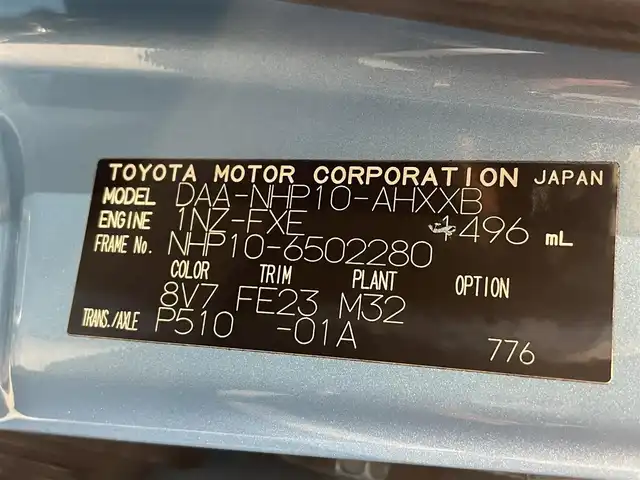 TOYOTA MOTOR CORPORATION JAPAN
MODEL DAA-NHP10-AHXXB
ENGINE 1NZ-FXE 1496 mL
FRAME No. NHP10-6502280
COLOR TRIM PLANT OPTION
8V7 FE23 M32
TRANS./AXLE P510 -01A
776